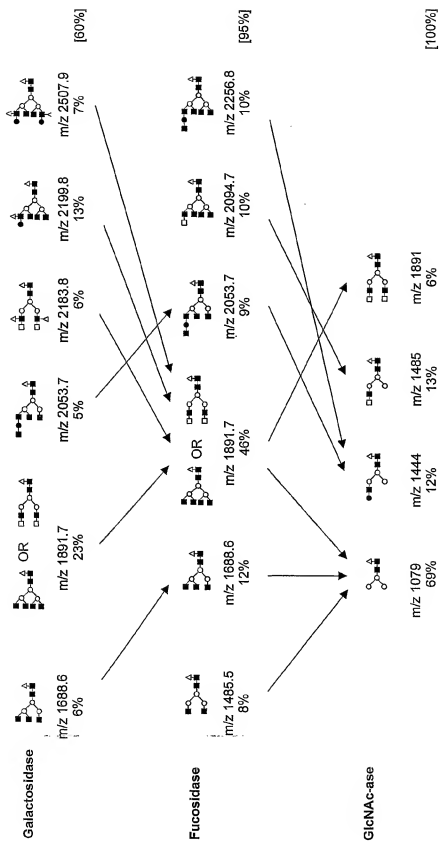 Galactosidase
OR
m/z 1688.6
6%
m/z 1891.7
23%
m/z 2053.7
5%
m/z 2183.8
6%
m/z 2199.8
13%
m/z 2507.9
7%
[60%]
Fucosidase
OR
m/z 1485.5
8%
m/z 1688.6
12%
m/z 1891.7
46%
m/z 2053.7
9%
m/z 2094.7
10%
m/z 2256.8
10%
[95%]
GlcNAc-ase
m/z 1079
69%
m/z 1444
12%
m/z 1485
13%
m/z 1891
6%
[100%]